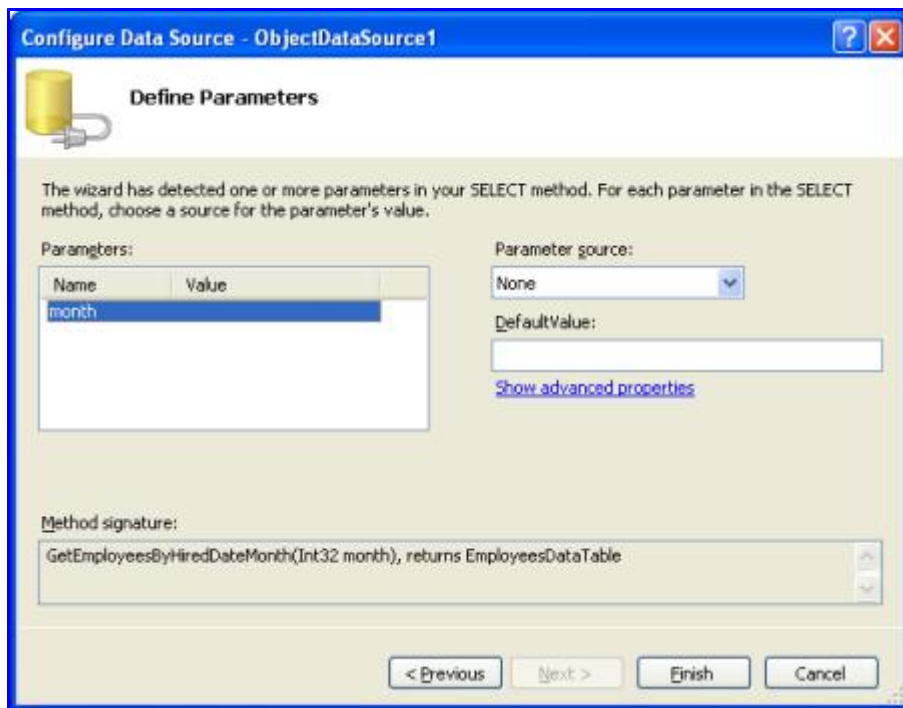 Configure Data Source - ObjectDataSource1
Define Parameters
The wizard has detected one or more parameters in your SELECT method. For each parameter in the SELECT
method, choose a source for the parameter's value.
Parameters:
Name Value
month
Parameter source:
None
DefaultValue:
Show advanced properties
Method signature:
GetEmployeesByHiredDateMonth(Int32 month), returns EmployeesDataTable
< Previous Next > Finish Cancel